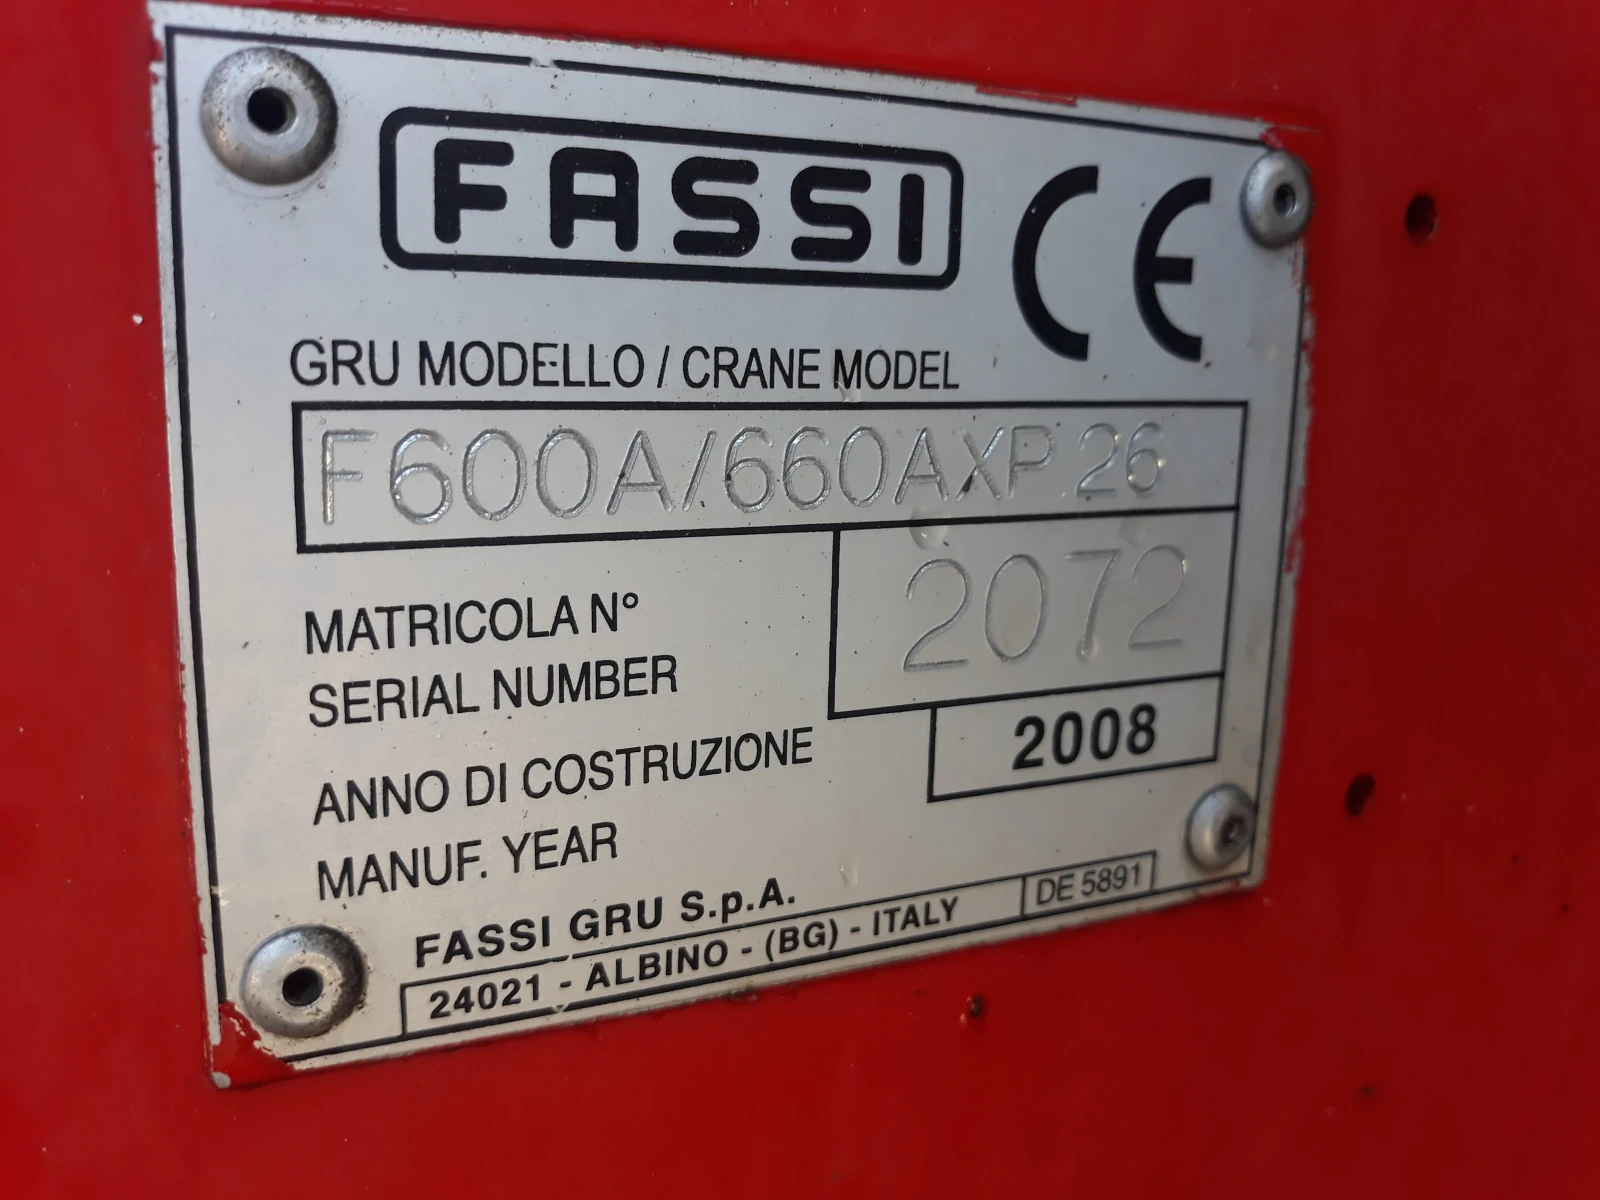 FASSI CE
GRU MODELLO / CRANE MODEL
F600A/660AXP.26
MATRICOLA N°
SERIAL NUMBER
2072
ANNO DI COSTRUZIONE
MANUF. YEAR
2008
FASSI GRU S.p.A.
24021 - ALBINO - (BG) - ITALY
DE 5891